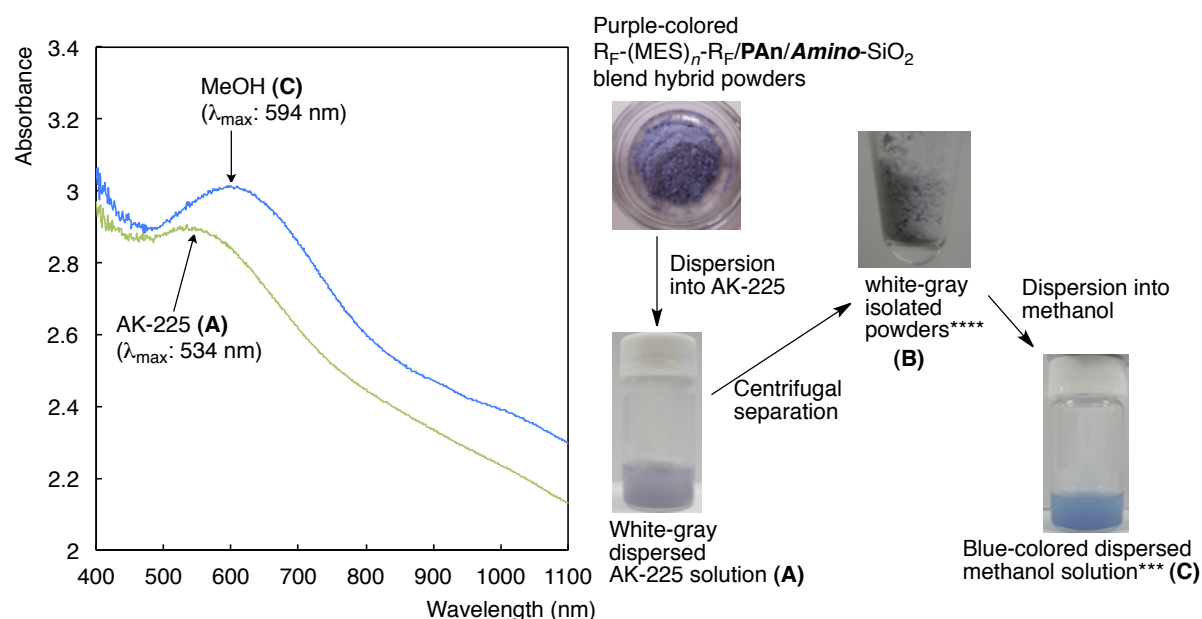 Absorbance
3.4
3.2
3
2.8
2.6
2.4
2.2
2
400 500 600 700 800 900 1000 1100
Wavelength (nm)
MeOH (C)
(λmax: 594 nm)
AK-225 (A)
(λmax: 534 nm)
Purple-colored
RF-(MES)n-RF/PAn/Amino-SiO2
blend hybrid powders
Dispersion
into AK-225
White-gray
dispersed
AK-225 solution (A)
Centrifugal
separation
white-gray
isolated
powders****
(B)
Dispersion into
methanol
Blue-colored dispersed
methanol solution*** (C)